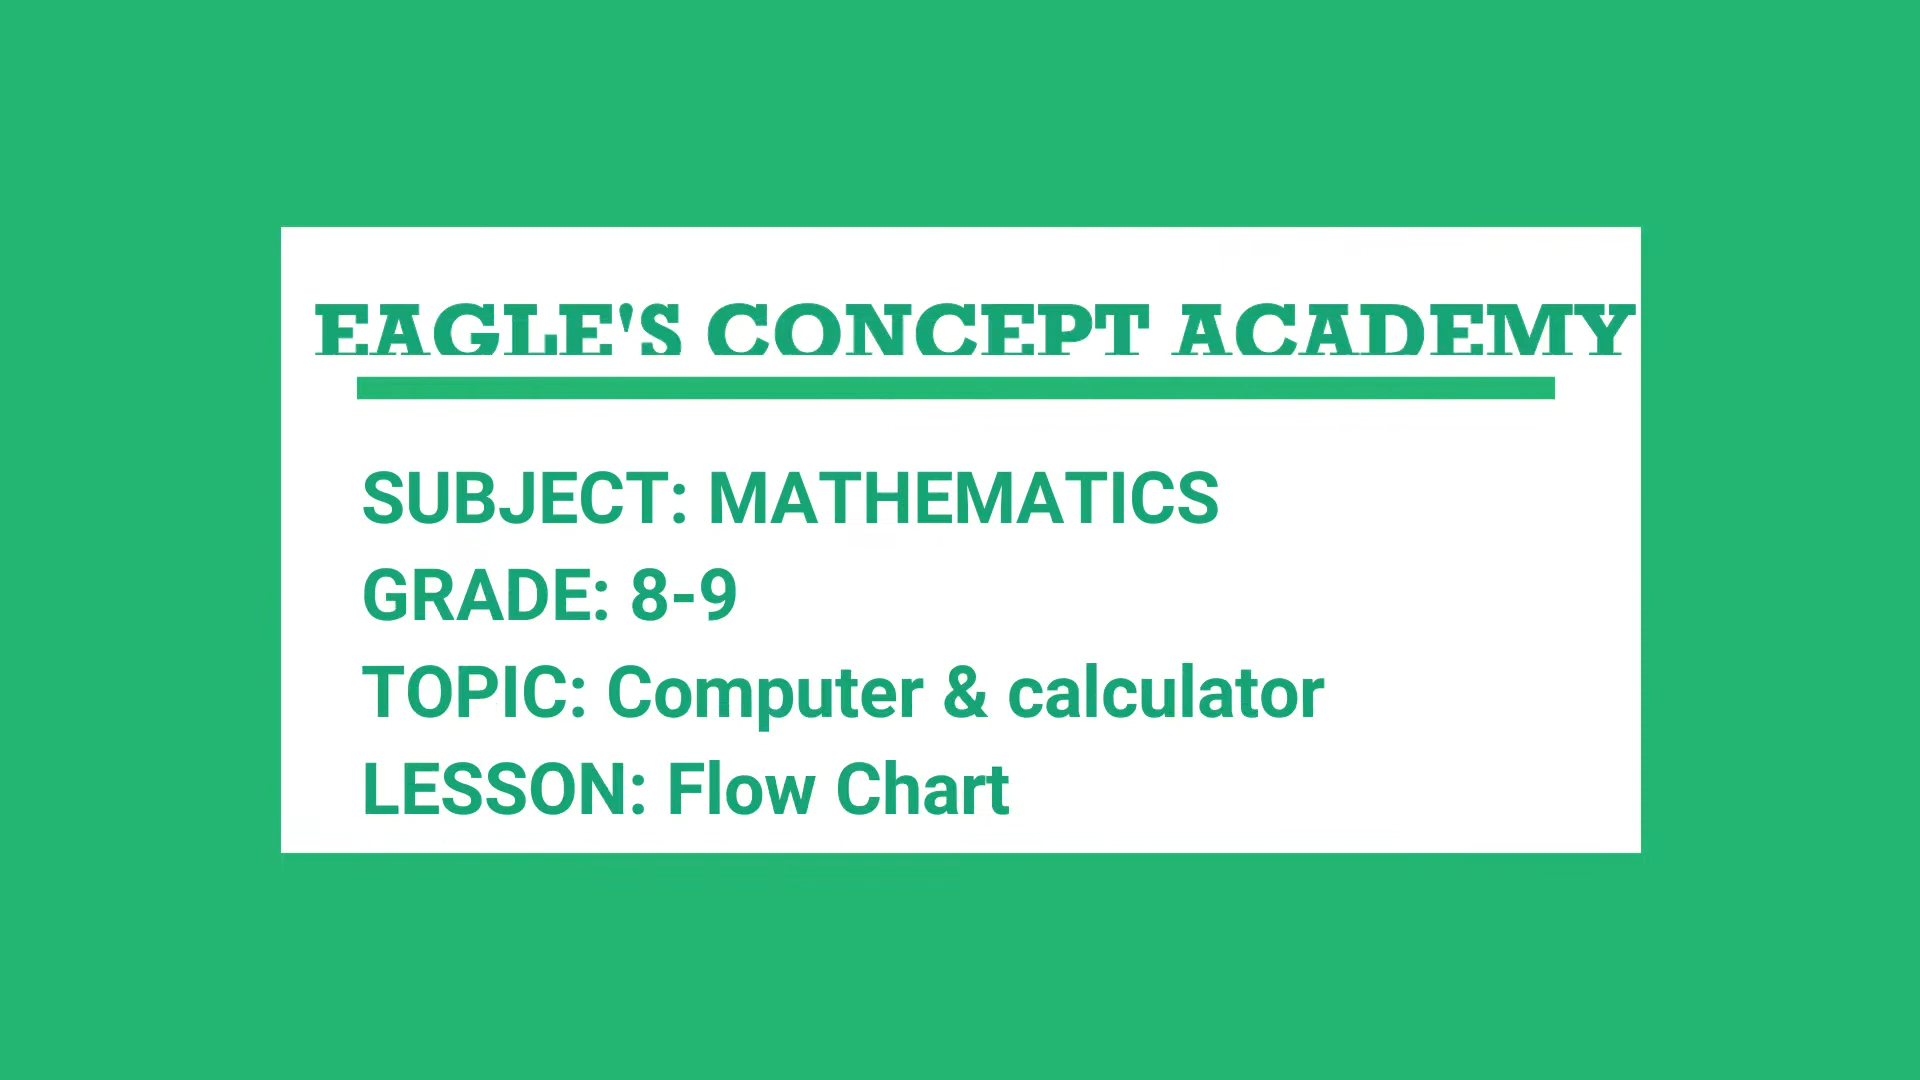 EAGLE'S CONCEPT ACADEMY
SUBJECT: MATHEMATICS
GRADE: 8-9
TOPIC: Computer & calculator
LESSON: Flow Chart